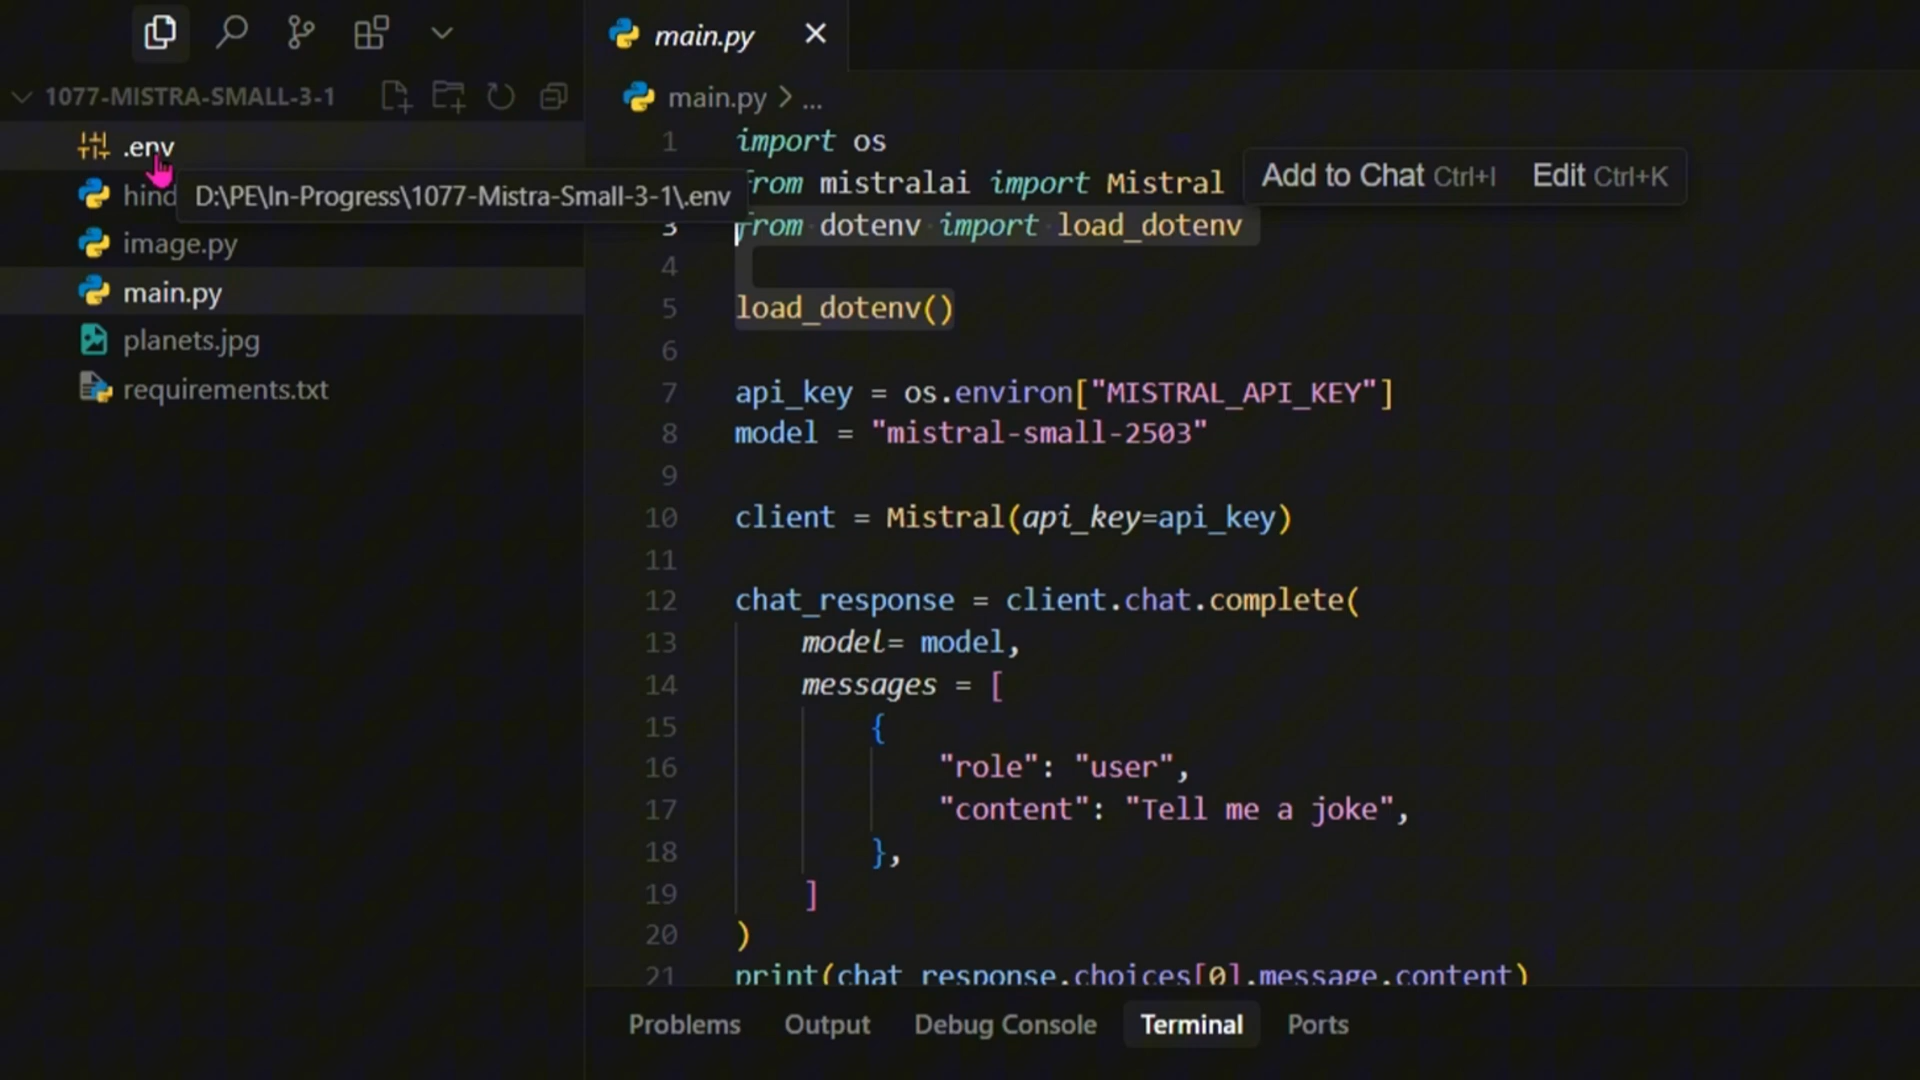 main.py
1077-MISTRA-SMALL-3-1
main.py > ...
.env
D:\PE\In-Progress\1077-Mistra-Small-3-1\.env
hind
image.py
main.py
planets.jpg
requirements.txt
Add to Chat Ctrl+I Edit Ctrl+K
1 import os
from mistralai import Mistral
3 from dotenv import load_dotenv
4
5 load_dotenv()
6
7 api_key = os.environ["MISTRAL_API_KEY"]
8 model = "mistral-small-2503"
9
10 client = Mistral(api_key=api_key)
11
12 chat_response = client.chat.complete(
13 model= model,
14 messages = [
15 {
16 "role": "user",
17 "content": "Tell me a joke",
18 },
19 ]
20 )
21 print(chat_response.choices[0].message.content)
Problems Output Debug Console Terminal Ports